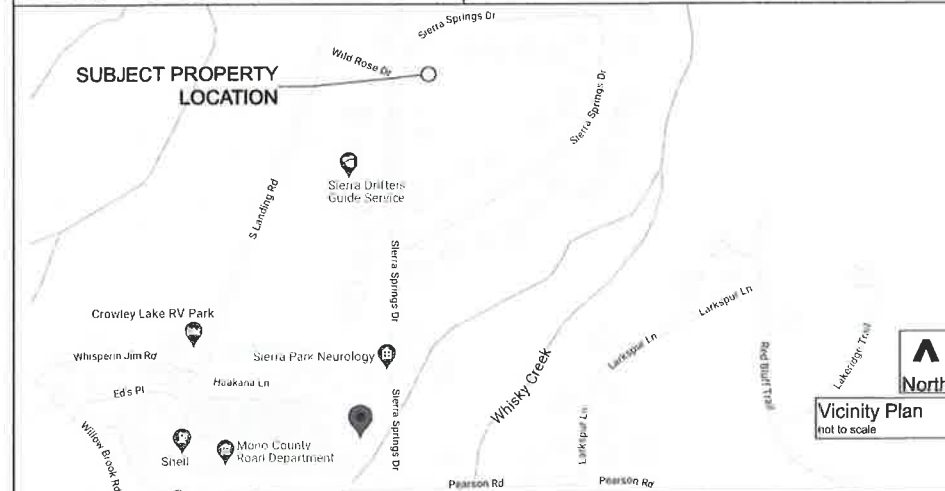 Sierra Springs Dr
Wild Rose Dr
SUBJECT PROPERTY
LOCATION
Sierra Springs Dr
Sierra Drifters
Guide Service
S Landing Rd
Sierra Springs Dr
Crowley Lake RV Park
Whisperin Jim Rd
Sierra Park Neurology
Ed's Pl
Huakana Ln
Larkspur Ln
Larkspur Ln
Red Bluff Trail
Lakeridge Trail
North
Vicinity Plan
not to scale
Whisky Creek
Sierra Springs Dr
Larkspur Ln
Willow Brook Rd
Shell
Mono County
Road Department
Pearson Rd
Pearson Rd